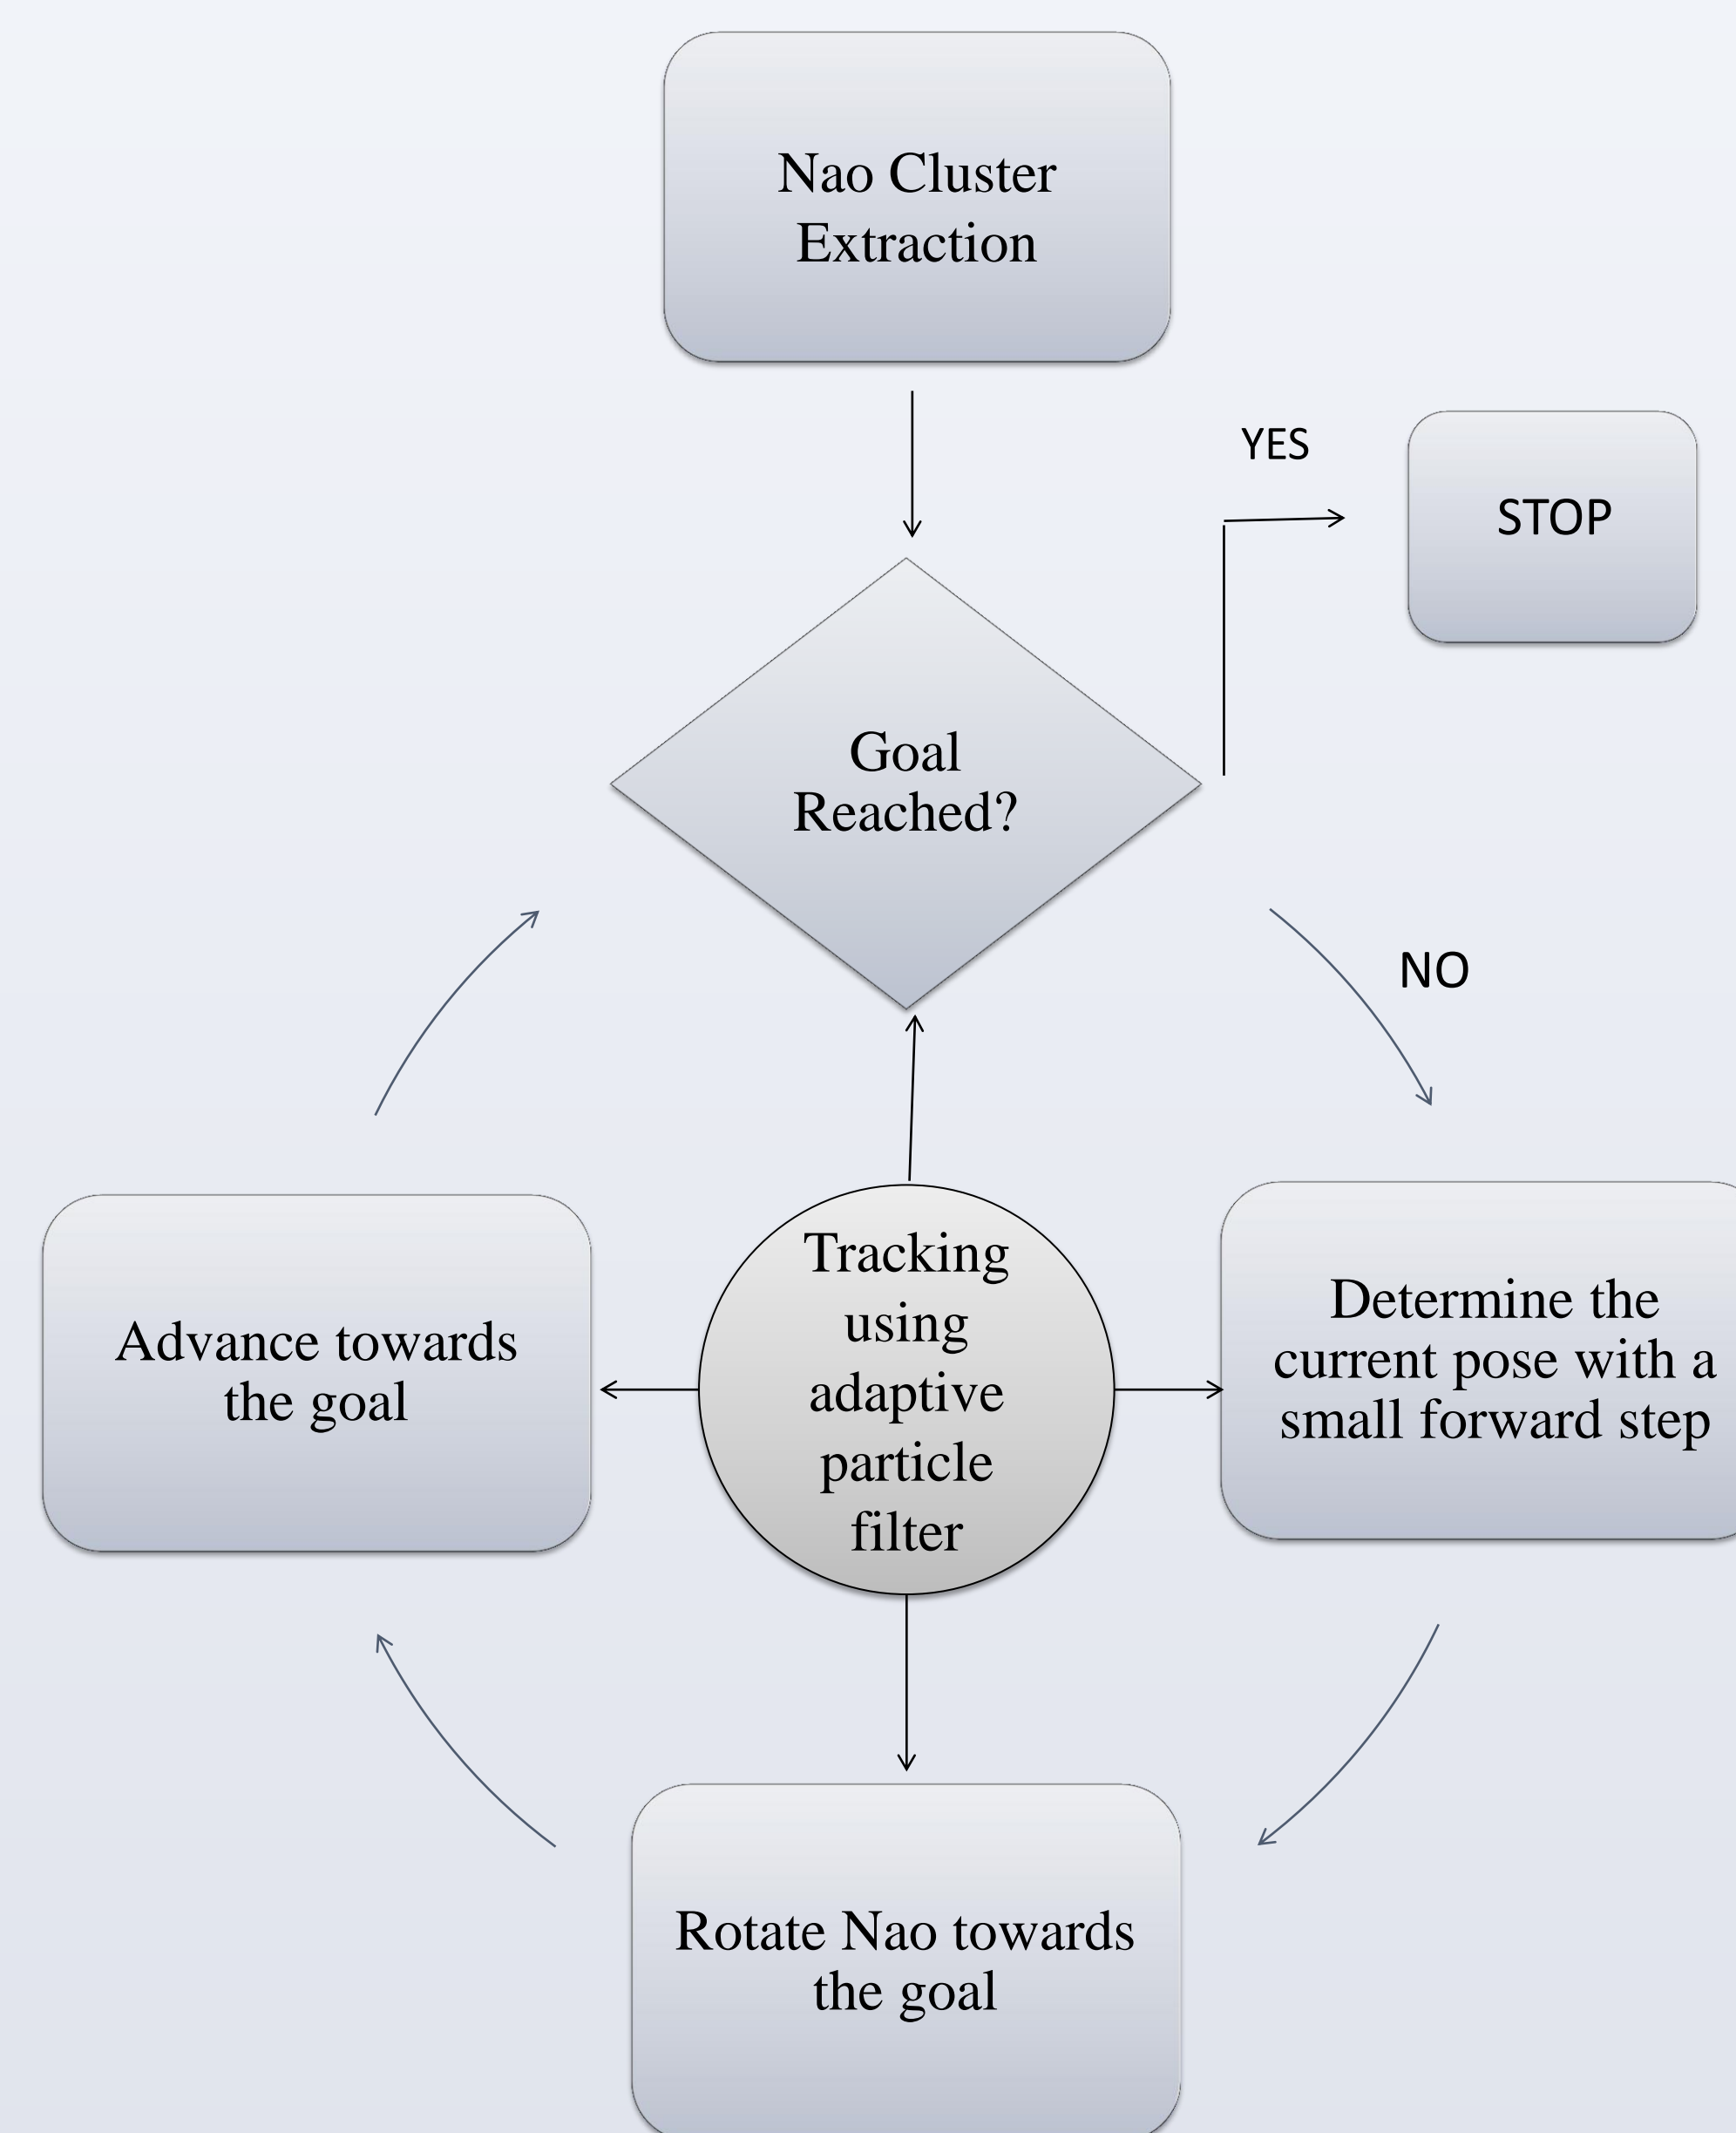 Nao Cluster
Extraction
YES
STOP
Goal
Reached?
NO
Tracking
using
adaptive
particle
filter
Advance towards
the goal
Determine the
current pose with a
small forward step
Rotate Nao towards
the goal